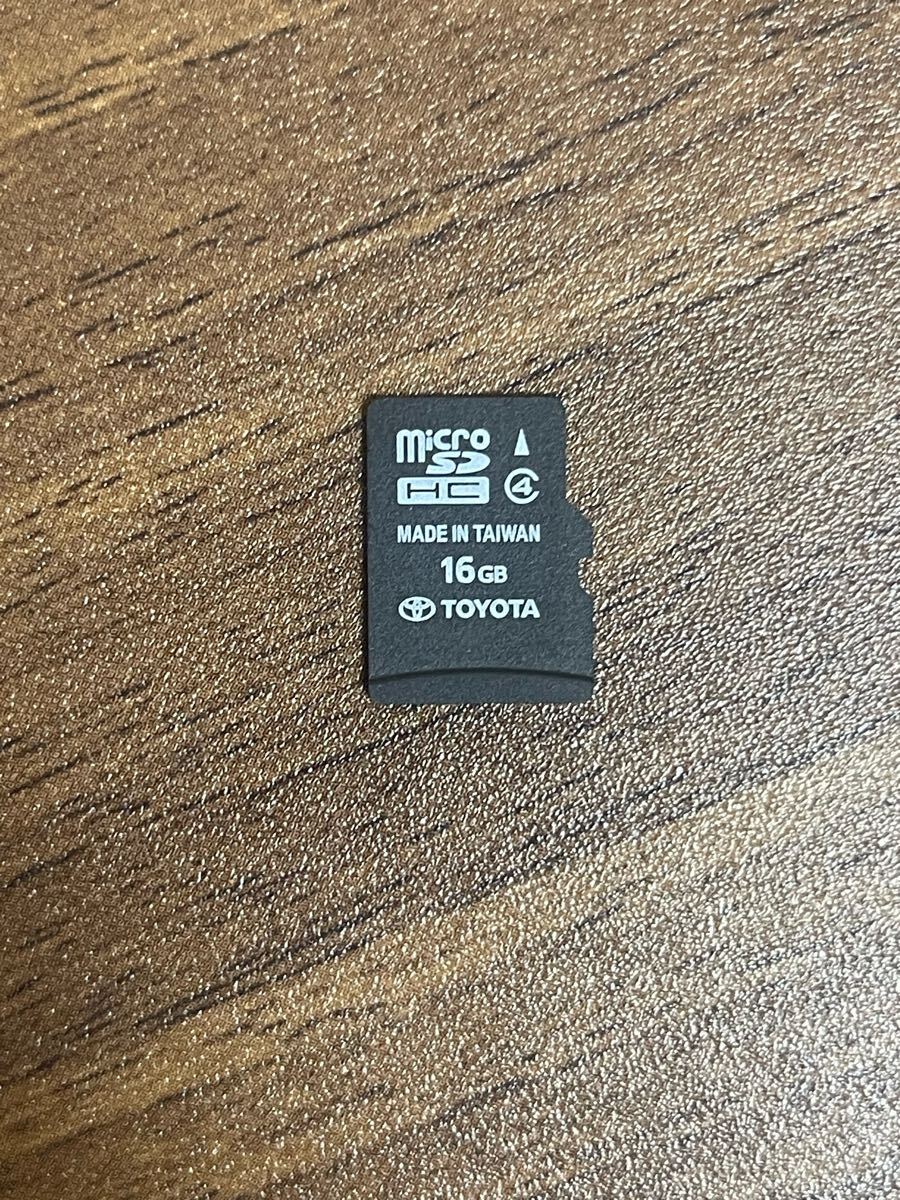 micro
SD
HC 4
MADE IN TAIWAN
16GB
TOYOTA